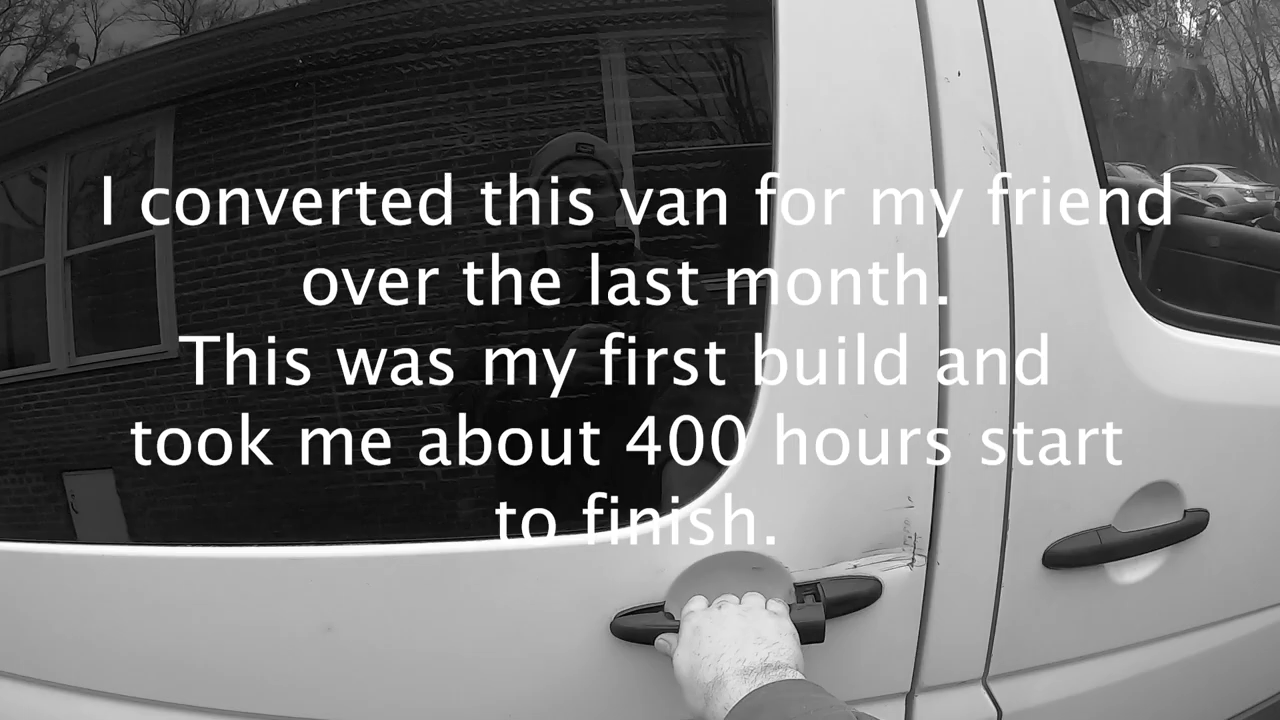 I converted this van for my friend
over the last month.
This was my first build and
took me about 400 hours start
to finish.